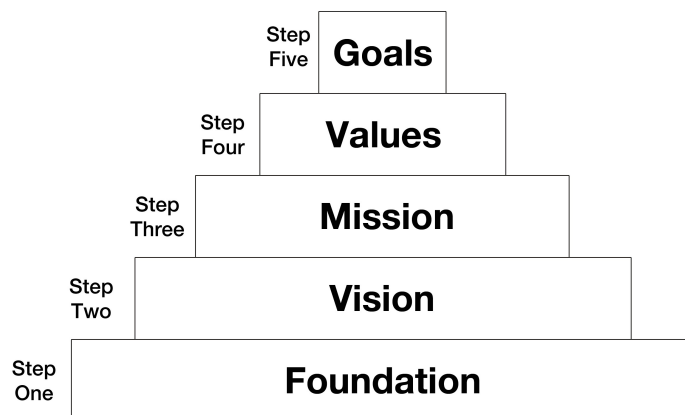 Step
Five
Goals
Step
Four
Values
Step
Three
Mission
Step
Two
Vision
Step
One
Foundation